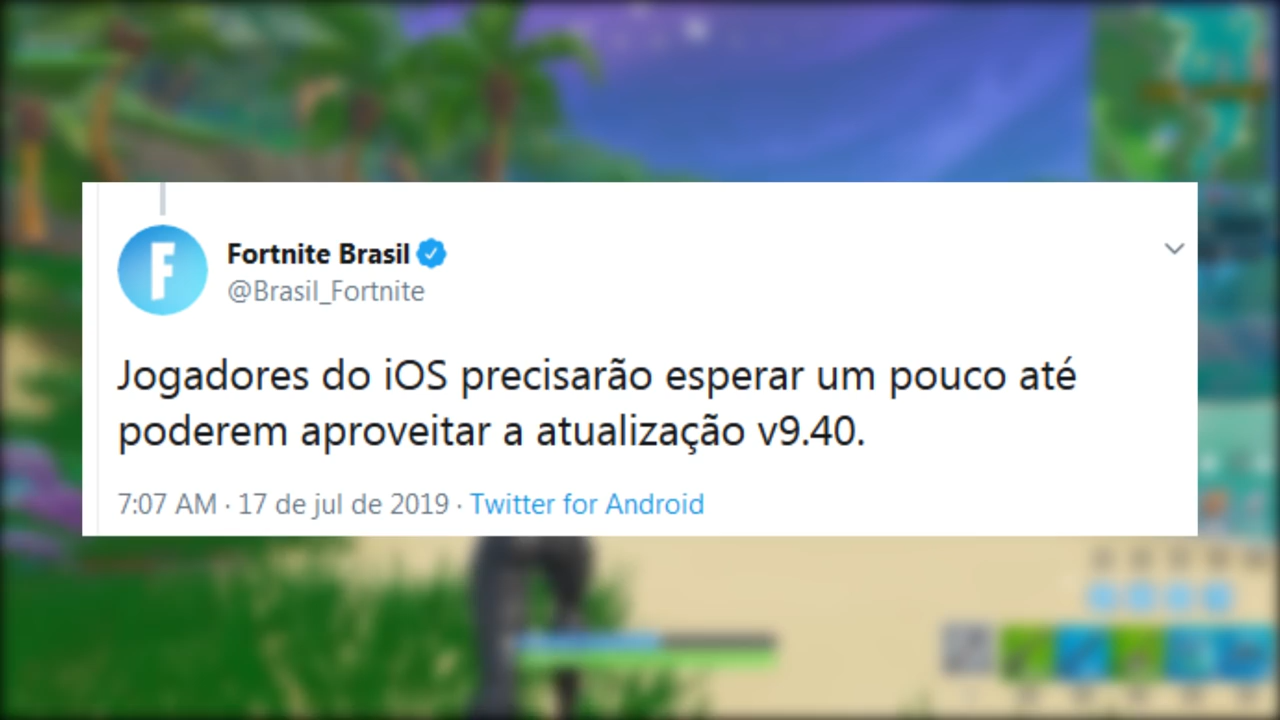 Fortnite Brasil
@Brasil_Fortnite
Jogadores do iOS precisarão esperar um pouco até
poderem aproveitar a atualização v9.40.
7:07 AM · 17 de jul de 2019 · Twitter for Android